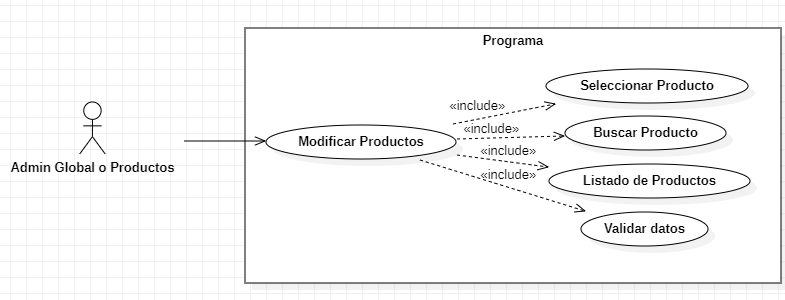 Programa
Seleccionar Producto
«include»
«include»
Buscar Producto
Modificar Productos
«include»
Admin Global o Productos
«include»
Listado de Productos
Validar datos